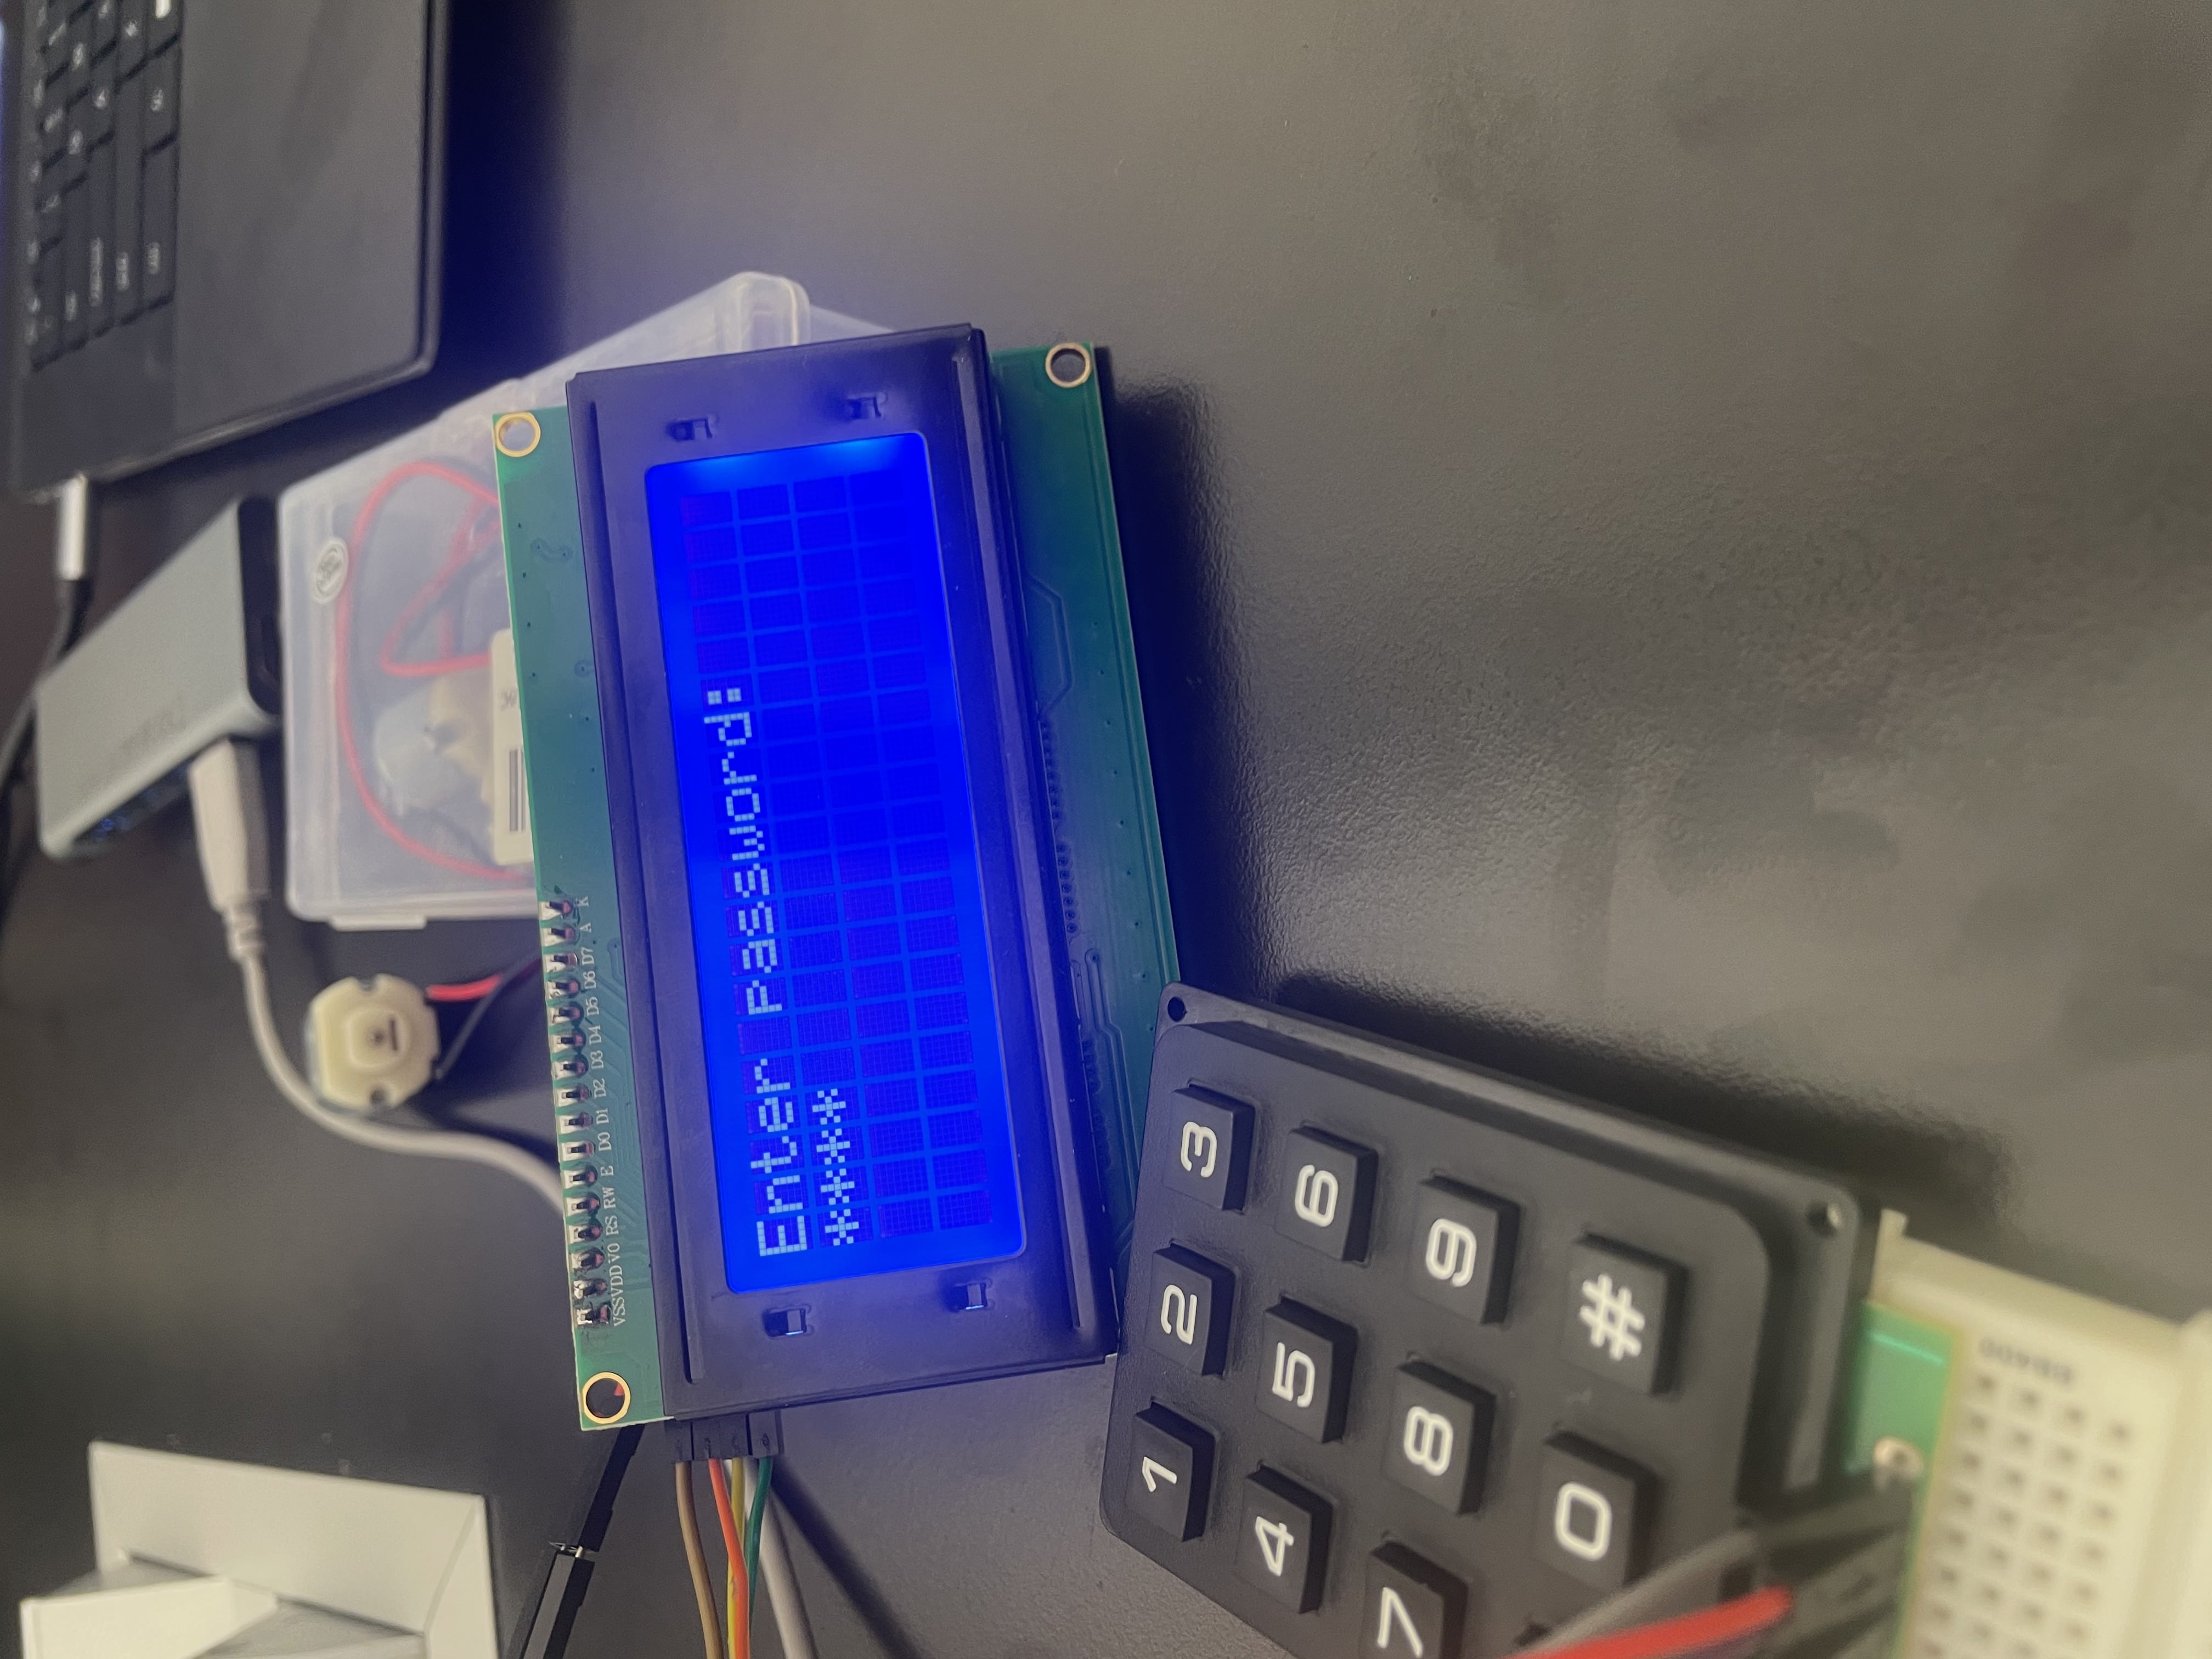 VSS VDD V0 RS RW E D0 D1 D2 D3 D4 D5 D6 D7 A K
Enter password:
****
1 2 3
4 5 6
7 8 9
0 #